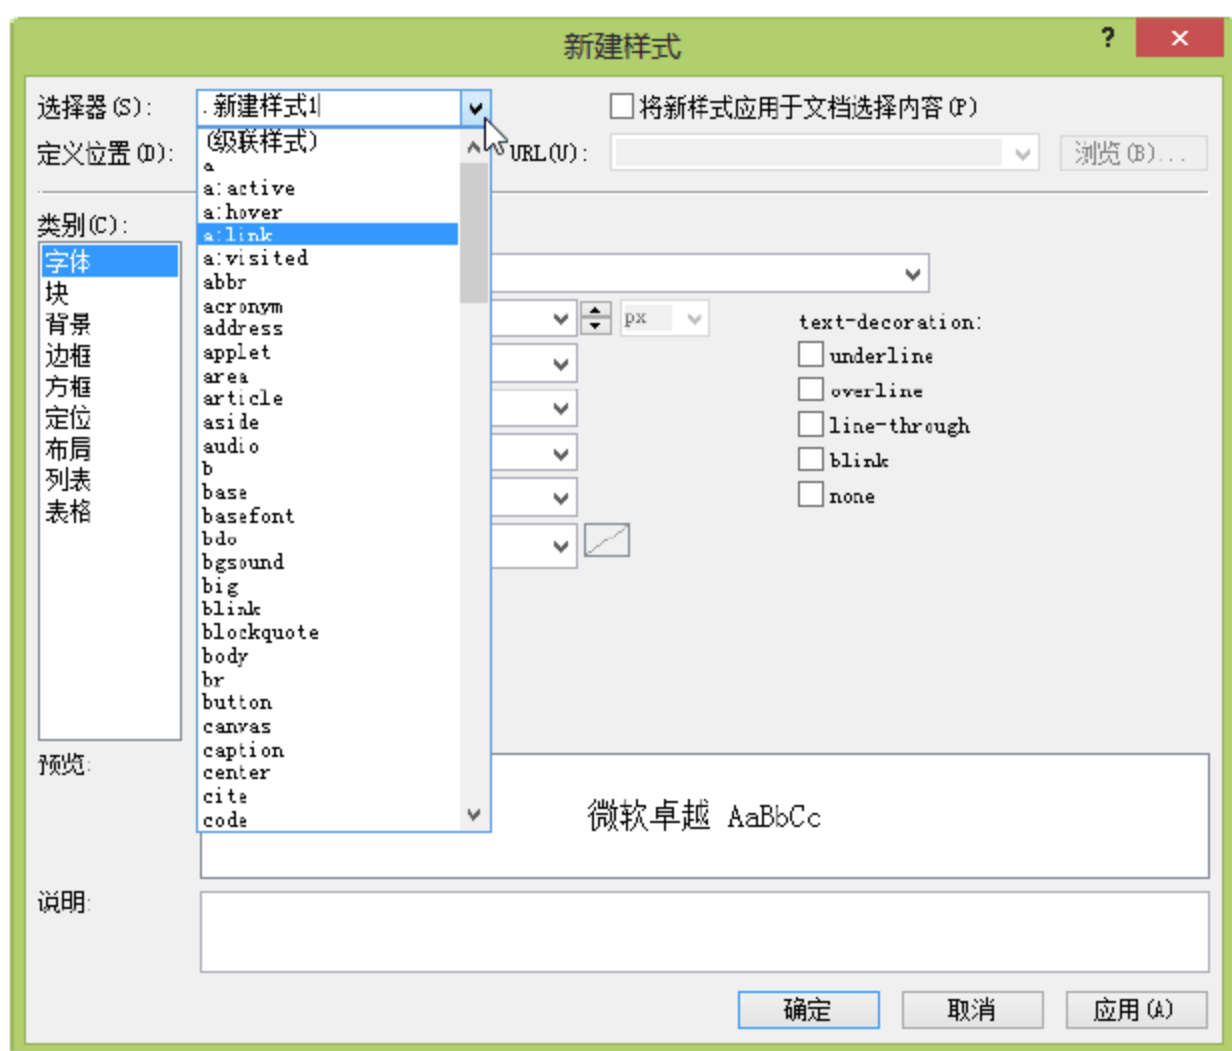 新建样式
?
×
选择器(S):
.新建样式1
将新样式应用于文档选择内容(P)
定义位置(D):
URL(U):
浏览(B)...
(级联样式)
a
a:active
a:hover
a:link
a:visited
abbr
acronym
address
applet
area
article
aside
audio
b
base
basefont
bdo
bgsound
big
blink
blockquote
body
br
button
canvas
caption
center
cite
code
类别(C):
字体
块
背景
边框
方框
定位
布局
列表
表格
px
text-decoration:
underline
overline
line-through
blink
none
预览:
微软卓越 AaBbCc
说明:
确定
取消
应用(A)